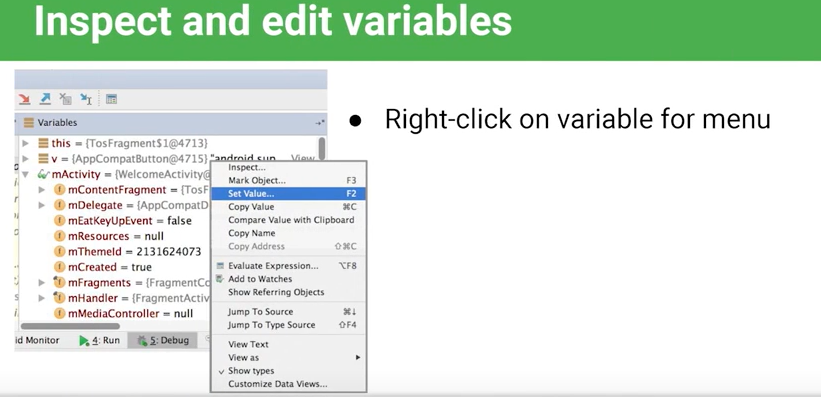 Inspect and edit variables
● Right-click on variable for menu
Variables
this = {TosFragment$1@4713}
v = {AppCompatButton@4715} "android.sup... View
mActivity = {WelcomeActivity@
mContentFragment = {TosF
mDelegate = {AppCompatD
mEatKeyUpEvent = false
mResources = null
mThemeId = 2131624073
mCreated = true
mFragments = {FragmentCo
mHandler = {FragmentActiv
mMediaController = null
id Monitor 4: Run 5: Debug
Inspect...
Mark Object... F3
Set Value... F2
Copy Value ⌘C
Compare Value with Clipboard
Copy Name
Copy Address ⇧⌘C
Evaluate Expression... ⌥F8
Add to Watches
Show Referring Objects
Jump To Source ⌘↓
Jump To Type Source ⇧F4
View Text
View as
Show types
Customize Data Views...